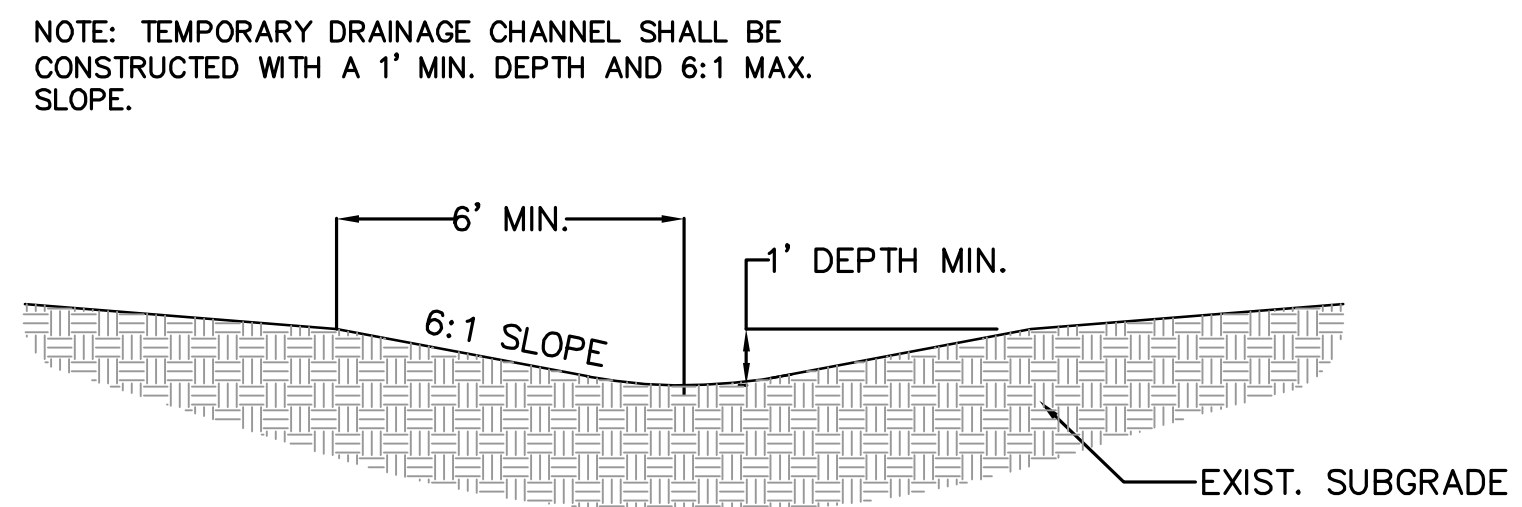 NOTE: TEMPORARY DRAINAGE CHANNEL SHALL BE
CONSTRUCTED WITH A 1' MIN. DEPTH AND 6:1 MAX.
SLOPE.
6' MIN.
1' DEPTH MIN.
6:1 SLOPE
EXIST. SUBGRADE